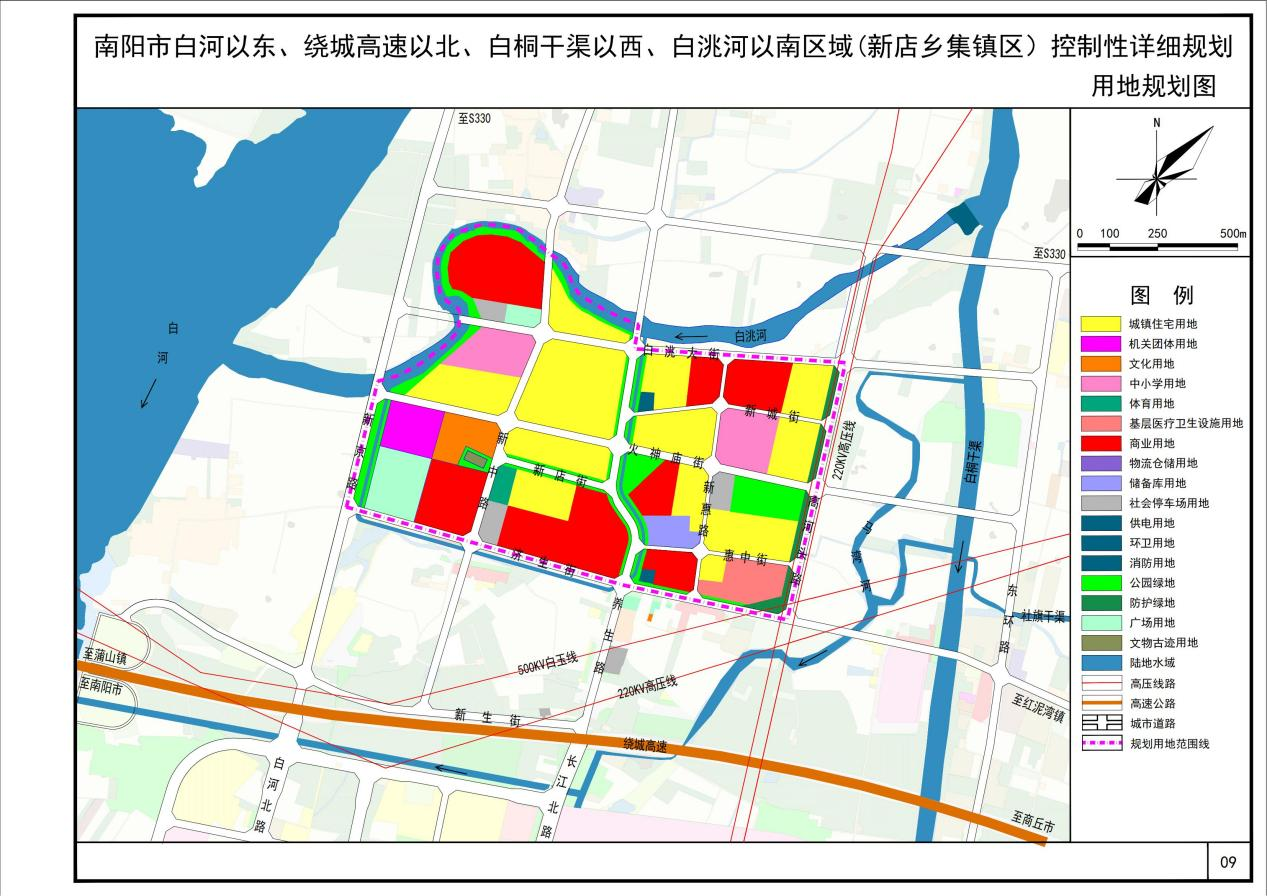 南阳市白河以东、绕城高速以北、白桐干渠以西、白洮河以南区域(新店乡集镇区）控制性详细规划
用地规划图
至S330
N
0 100 250 500m
至S330
白河
白洮河
白洮大街
新城街
220KV高压线
白桐干渠
新京路
新中路
新店街
火神庙街
新惠路
高河头路
马湾河
惠中街
济生街
养生路
东环路
社旗干渠
至蒲山镇
至南阳市
500KV白玉线
220KV高压线
至红泥湾镇
新生街
绕城高速
白河北路
长江北路
至商丘市
图 例
城镇住宅用地
机关团体用地
文化用地
中小学用地
体育用地
基层医疗卫生设施用地
商业用地
物流仓储用地
储备库用地
社会停车场用地
供电用地
环卫用地
消防用地
公园绿地
防护绿地
广场用地
文物古迹用地
陆地水域
高压线路
高速公路
城市道路
规划用地范围线
09